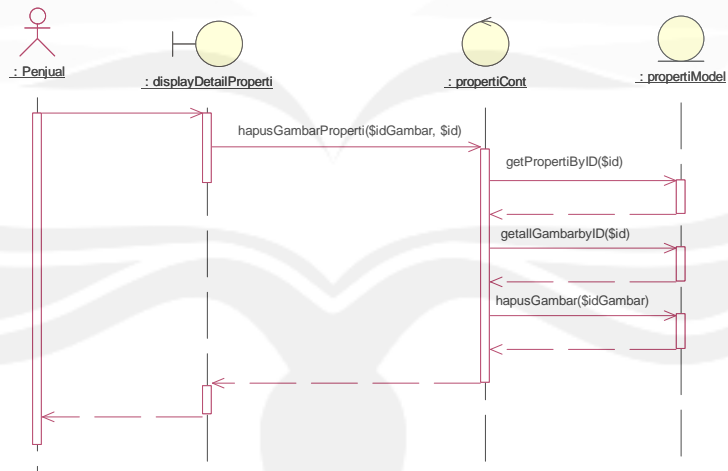 : Penjual
: displayDetailProperti
: propertiCont
: propertiModel
hapusGambarProperti($idGambar, $id)
getPropertiByID($id)
getallGambarbyID($id)
hapusGambar($idGambar)